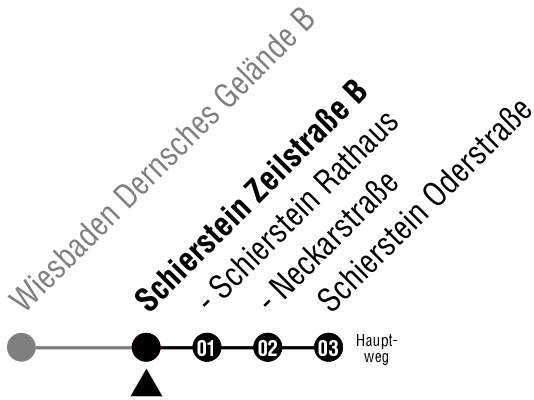 Wiesbaden Dernsches Gelände B
Schierstein Zeilstraße B
- Schierstein Rathaus
- Neckarstraße
Schierstein Oderstraße
01 02 03
Haupt-
weg